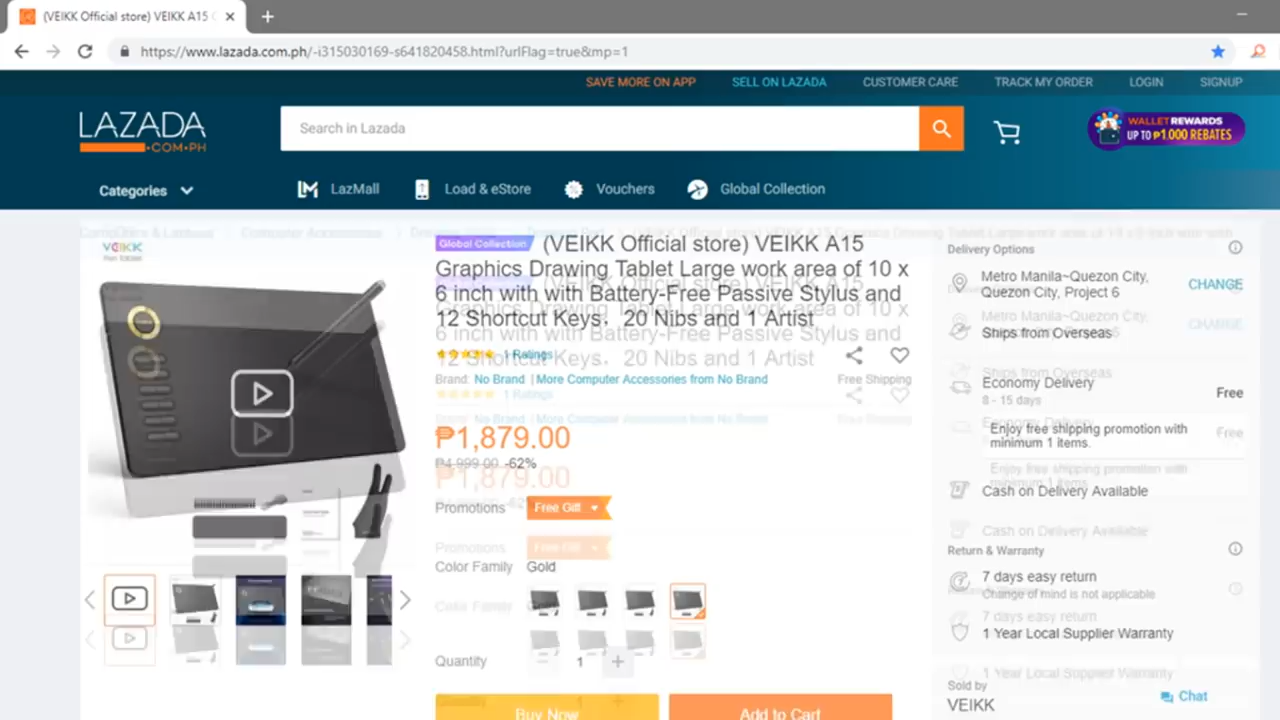 (VEIKK Official store) VEIKK A15
https://www.lazada.com.ph/-i315030169-s641820458.html?urlFlag=true&mp=1
SAVE MORE ON APP
SELL ON LAZADA
CUSTOMER CARE
TRACK MY ORDER
LOGIN
SIGNUP
LAZADA
.COM.PH
Search in Lazada
WALLET REWARDS
UP TO ₱1,000 REBATES
Categories
LazMall
Load & eStore
Vouchers
Global Collection
VEIKK
Pen Tablet
Global Collection (VEIKK Official store) VEIKK A15
Graphics Drawing Tablet Large work area of 10 x
6 inch with with Battery-Free Passive Stylus and
12 Shortcut Keys, 20 Nibs and 1 Artist
1 Ratings
Brand: No Brand | More Computer Accessories from No Brand
Free Shipping
₱1,879.00
₱4,999.00 -62%
Promotions
Free Gift
Color Family
Gold
Quantity
1
+
Buy Now
Add to Cart
Delivery Options
Metro Manila~Quezon City,
Quezon City, Project 6
CHANGE
Ships from Overseas
Economy Delivery
8 - 15 days
Free
Enjoy free shipping promotion with
minimum 1 items.
Cash on Delivery Available
Return & Warranty
7 days easy return
Change of mind is not applicable
1 Year Local Supplier Warranty
Sold by
VEIKK
Chat